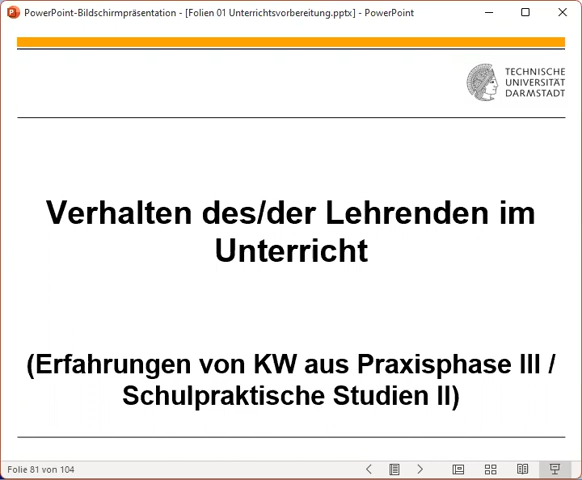 PowerPoint-Bildschirmpräsentation - [Folien 01 Unterrichtsvorbereitung.pptx] - PowerPoint
TECHNISCHE
UNIVERSITÄT
DARMSTADT
Verhalten des/der Lehrenden im
Unterricht
(Erfahrungen von KW aus Praxisphase III /
Schulpraktische Studien II)
Folie 81 von 104